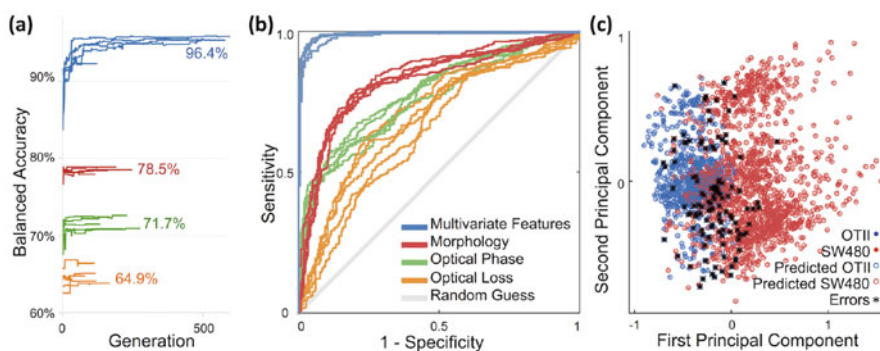 (a)
Balanced Accuracy
90%
80%
70%
60%
96.4%
78.5%
71.7%
64.9%
0
500
Generation
(b)
Sensitivity
1.0
0.5
0
Multivariate Features
Morphology
Optical Phase
Optical Loss
Random Guess
0
0.5
1
1 - Specificity
(c)
Second Principal Component
1
0
-1
0
1
First Principal Component
OTII
SW480
Predicted OTII
Predicted SW480
Errors